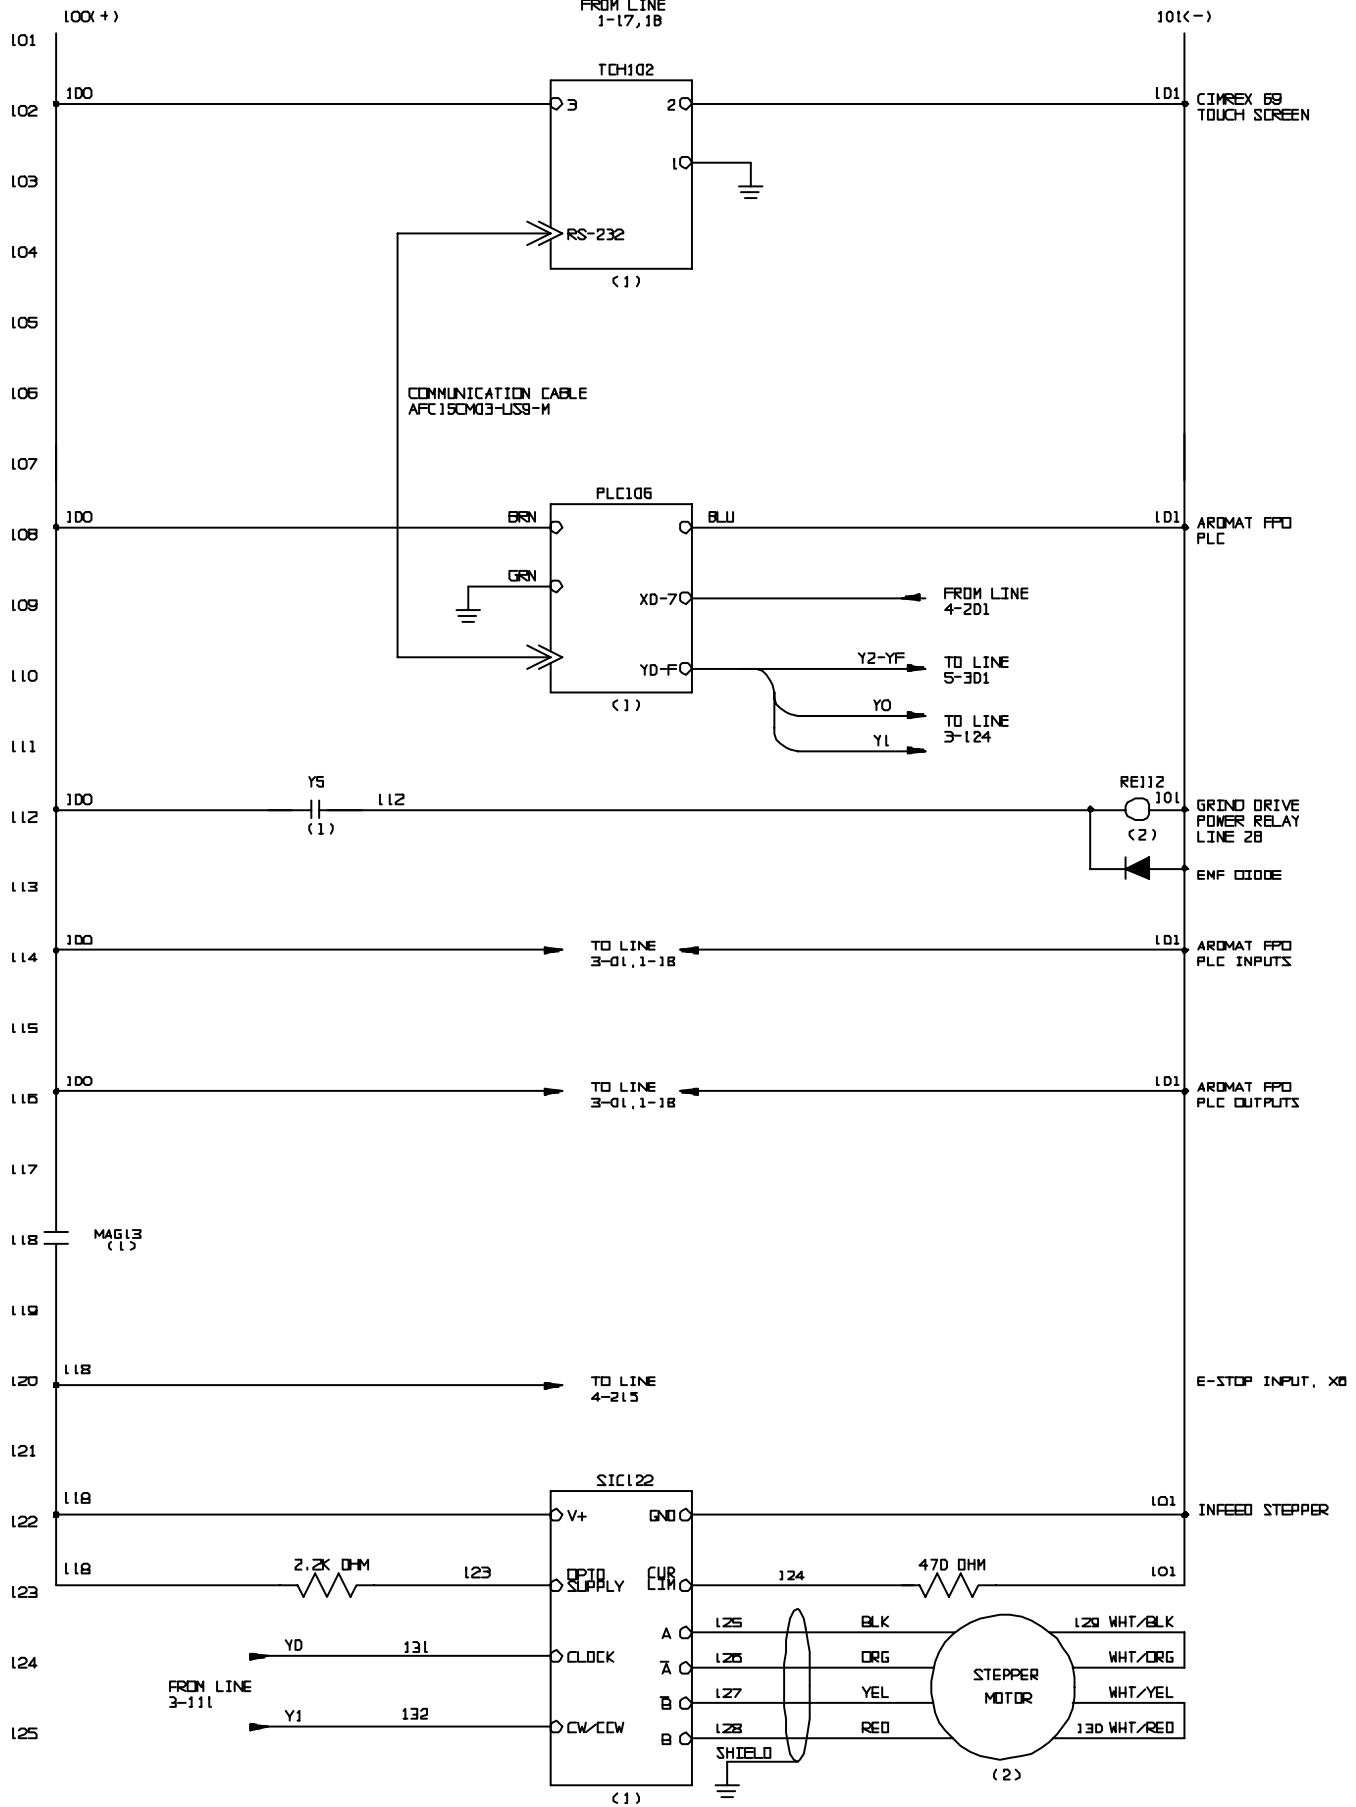 100(+)
FROM LINE
1-17,18
101(-)
101
TCH102
100
3
2
101
CIMREX 69
TOUCH SCREEN
102
1
103
RS-232
104
(1)
105
106
COMMUNICATION CABLE
AFC15CM03-US9-M
107
PLC106
100
BRN
BLU
101
AROMAT FPO
PLC
108
GRN
X0-7
FROM LINE
4-201
109
Y0-F
Y2-YF
TO LINE
5-301
110
(1)
Y0
TO LINE
3-124
111
Y1
Y5
RE112
100
112
101
GRIND DRIVE
POWER RELAY
LINE 28
112
(1)
(2)
113
EMF DIODE
100
TO LINE
3-01,1-18
101
AROMAT FPO
PLC INPUTS
114
115
100
TO LINE
3-01,1-18
101
AROMAT FPO
PLC OUTPUTS
116
117
118
MAG13
(1)
119
118
120
TO LINE
4-215
E-STOP INPUT, X8
121
SIC122
118
V+
GND
101
INFEED STEPPER
122
118
2.2K OHM
123
OPTO
SUPPLY
CUR
LIM
124
470 OHM
101
123
A
125
BLK
129 WHT/BLK
Y0
131
CLOCK
A
126
ORG
WHT/ORG
124
FROM LINE
3-111
STEPPER
MOTOR
B
127
YEL
WHT/YEL
Y1
132
CW/CCW
B
128
RED
130 WHT/RED
125
SHIELD
(1)
(2)